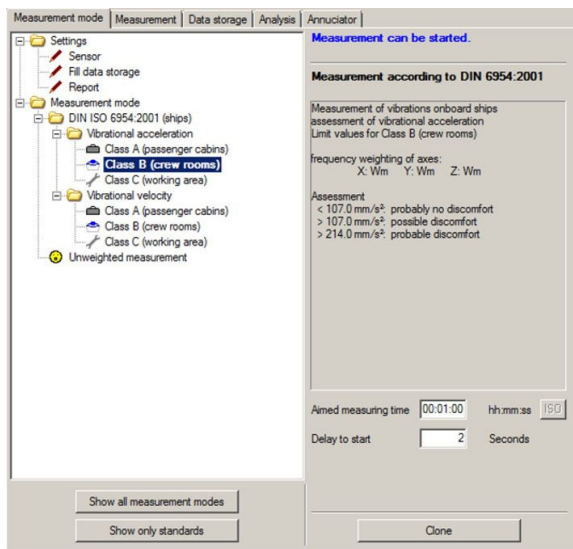 Measurement mode Measurement Data storage Analysis Annuciator
Settings
Sensor
Fill data storage
Report
Measurement mode
DIN ISO 6954:2001 (ships)
Vibrational acceleration
Class A (passenger cabins)
Class B (crew rooms)
Class C (working area)
Vibrational velocity
Class A (passenger cabins)
Class B (crew rooms)
Class C (working area)
Unweighted measurement
Show all measurement modes
Show only standards
Measurement can be started.
Measurement according to DIN 6954:2001
Measurement of vibrations onboard ships
assessment of vibrational acceleration
Limit values for Class B (crew rooms)
frequency weighting of axes:
X: Wm Y: Wm Z: Wm
Assessment
< 107.0 mm/s²: probably no discomfort
> 107.0 mm/s²: possible discomfort
> 214.0 mm/s²: probable discomfort
Aimed measuring time 00:01:00 hh:mm:ss ISO
Delay to start 2 Seconds
Clone